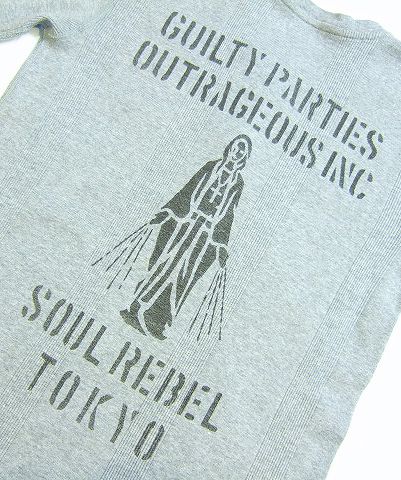 GUILTY PARTIES
OUTRAGEOUS INC
SOUL REBEL
TOKYO